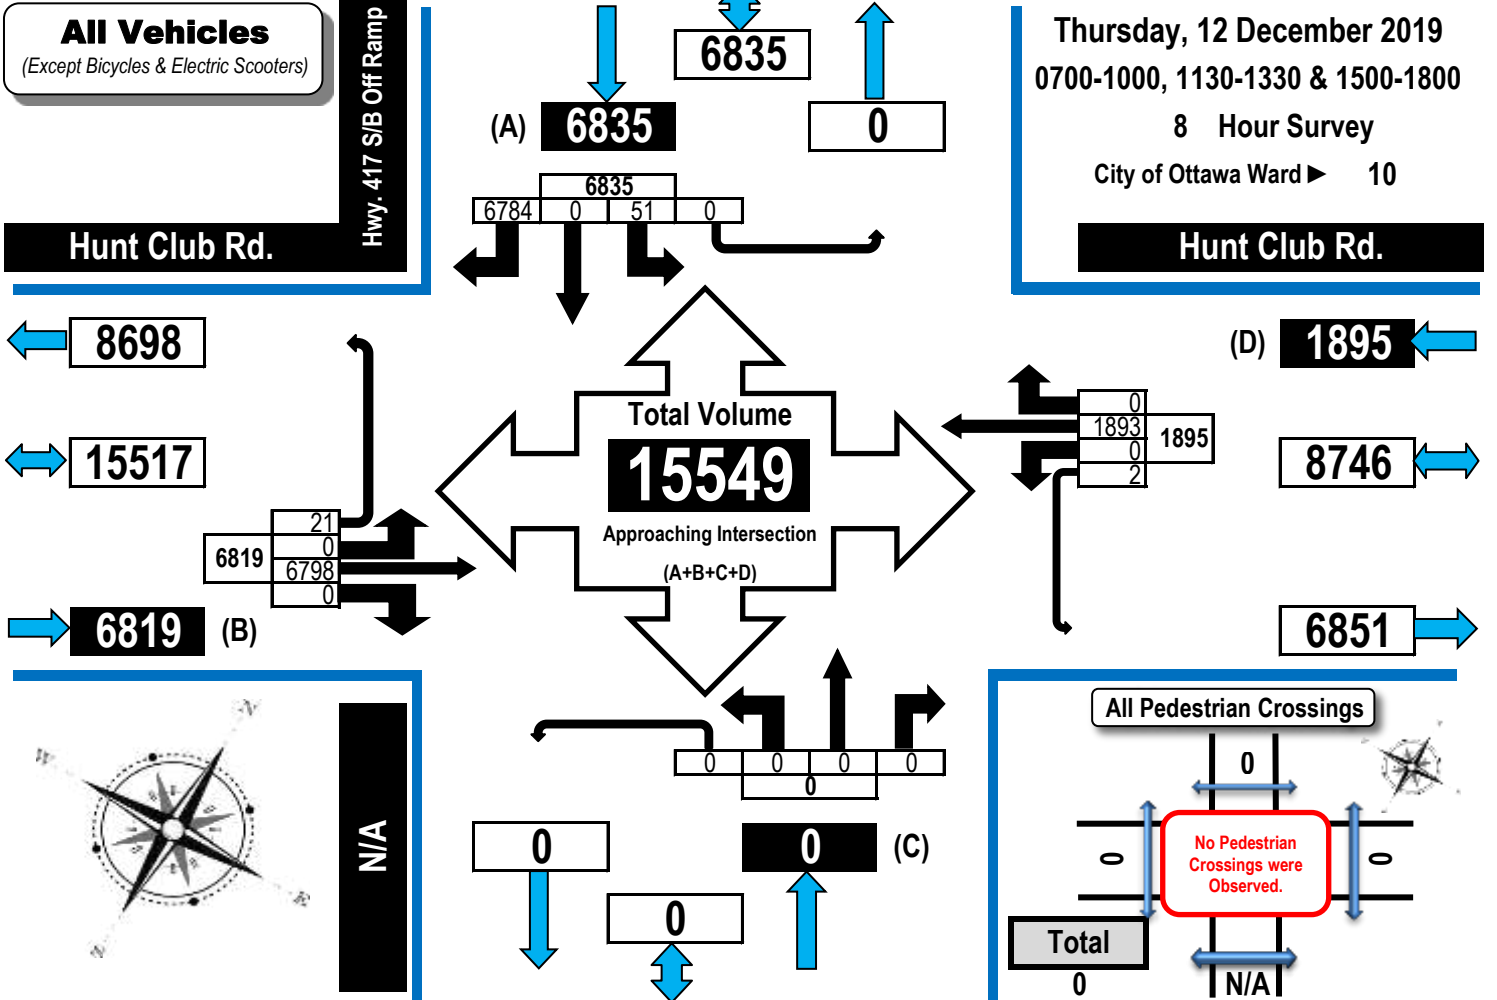 All Vehicles
(Except Bicycles & Electric Scooters)
Hwy. 417 S/B Off Ramp
Hunt Club Rd.
6835
(A) 6835
0
6835
6784 0 51 0
Thursday, 12 December 2019
0700-1000, 1130-1330 & 1500-1800
8 Hour Survey
City of Ottawa Ward ► 10
Hunt Club Rd.
8698
15517
21
0
6819
6798
0
6819 (B)
Total Volume
15549
Approaching Intersection
(A+B+C+D)
(D) 1895
0
1893
1895
0
2
8746
6851
N
W
E
S
N/A
0 0 0 0
0
0
0 (C)
0
All Pedestrian Crossings
0
0
No Pedestrian
Crossings were
Observed.
0
Total
0
N/A